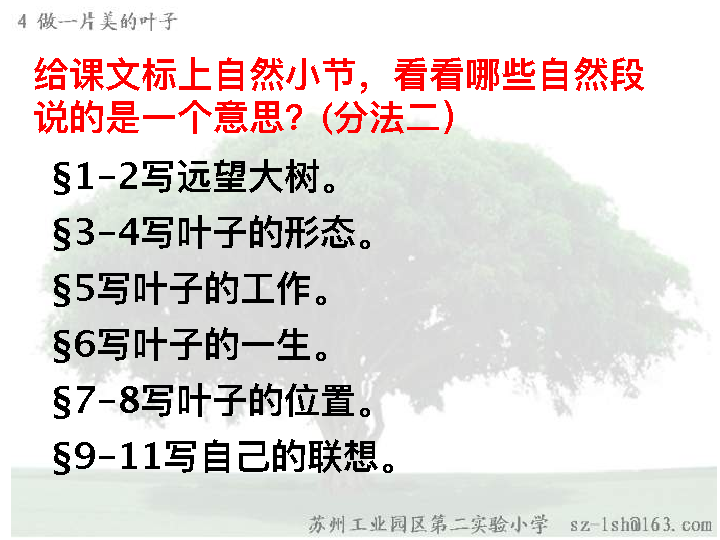 4 做一片美的叶子
给课文标上自然小节，看看哪些自然段
说的是一个意思？(分法二）
§1-2写远望大树。
§3-4写叶子的形态。
§5写叶子的工作。
§6写叶子的一生。
§7-8写叶子的位置。
§9-11写自己的联想。
苏州工业园区第二实验小学 sz-lsh@163.com